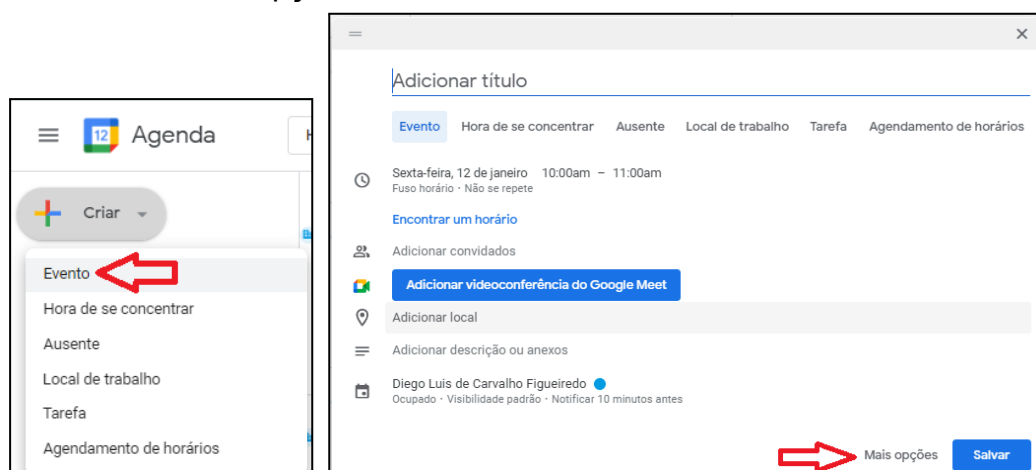 12 Agenda
Criar
Evento
Hora de se concentrar
Ausente
Local de trabalho
Tarefa
Agendamento de horários
Adicionar título
Evento Hora de se concentrar Ausente Local de trabalho Tarefa Agendamento de horários
Sexta-feira, 12 de janeiro 10:00am – 11:00am
Fuso horário · Não se repete
Encontrar um horário
Adicionar convidados
Adicionar videoconferência do Google Meet
Adicionar local
Adicionar descrição ou anexos
Diego Luis de Carvalho Figueiredo
Ocupado · Visibilidade padrão · Notificar 10 minutos antes
Mais opções Salvar